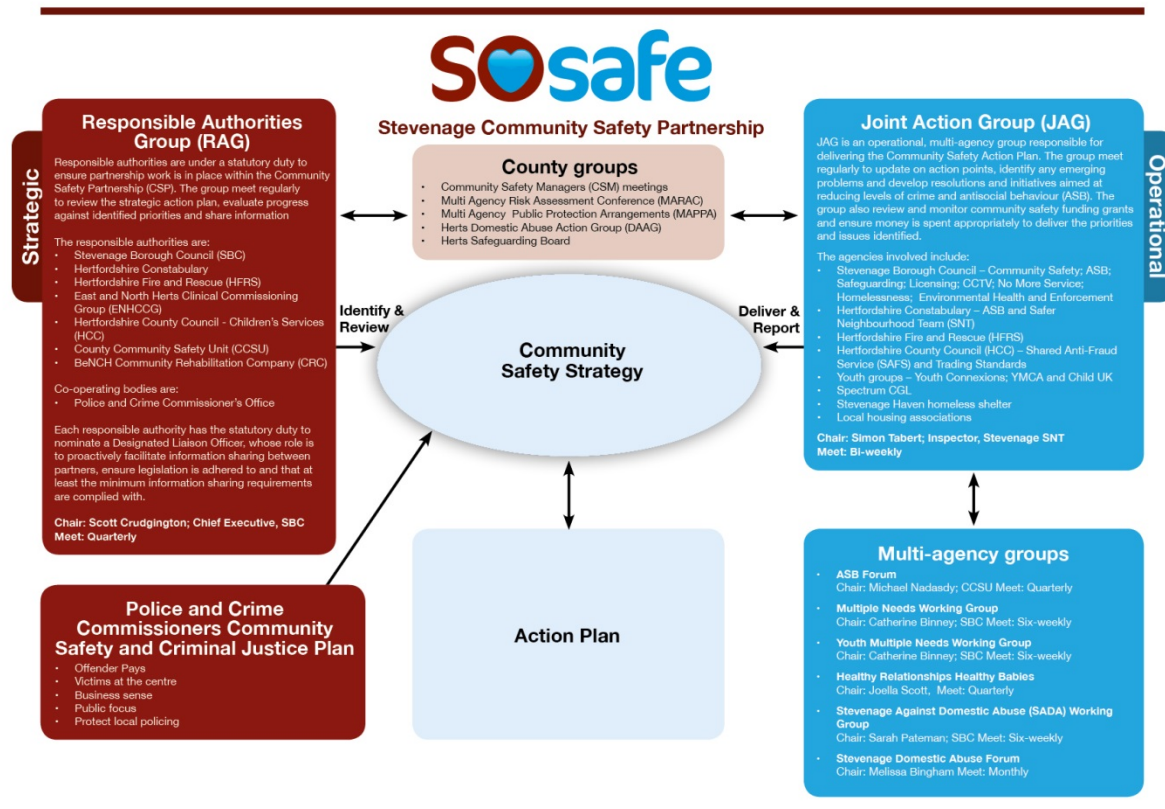 SOsafe
Stevenage Community Safety Partnership
Strategic
Responsible Authorities
Group (RAG)
Responsible authorities are under a statutory duty to
ensure partnership work is in place within the Community
Safety Partnership (CSP). The group meet regularly
to review the strategic action plan, evaluate progress
against identified priorities and share information
The responsible authorities are:
• Stevenage Borough Council (SBC)
• Hertfordshire Constabulary
• Hertfordshire Fire and Rescue (HFRS)
• East and North Herts Clinical Commissioning
Group (ENHCCG)
• Hertfordshire County Council - Children's Services
(HCC)
• County Community Safety Unit (CCSU)
• BeNCH Community Rehabilitation Company (CRC)
Co-operating bodies are:
• Police and Crime Commissioner's Office
Each responsible authority has the statutory duty to
nominate a Designated Liaison Officer, whose role is
to proactively facilitate information sharing between
partners, ensure legislation is adhered to and that at
least the minimum information sharing requirements
are complied with.
Chair: Scott Crudgington; Chief Executive, SBC
Meet: Quarterly
County groups
• Community Safety Managers (CSM) meetings
• Multi Agency Risk Assessment Conference (MARAC)
• Multi Agency Public Protection Arrangements (MAPPA)
• Herts Domestic Abuse Action Group (DAAG)
• Herts Safeguarding Board
Operational
Joint Action Group (JAG)
JAG is an operational, multi-agency group responsible for
delivering the Community Safety Action Plan. The group meet
regularly to update on action points, identify any emerging
problems and develop resolutions and initiatives aimed at
reducing levels of crime and antisocial behaviour (ASB). The
group also review and monitor community safety funding grants
and ensure money is spent appropriately to deliver the priorities
and issues identified.
The agencies involved include:
• Stevenage Borough Council – Community Safety; ASB;
Safeguarding; Licensing; CCTV; No More Service;
Homelessness; Environmental Health and Enforcement
• Hertfordshire Constabulary – ASB and Safer
Neighbourhood Team (SNT)
• Hertfordshire Fire and Rescue (HFRS)
• Hertfordshire County Council (HCC) – Shared Anti-Fraud
Service (SAFS) and Trading Standards
• Youth groups – Youth Connexions; YMCA and Child UK
• Spectrum CGL
• Stevenage Haven homeless shelter
• Local housing associations
Chair: Simon Tabert; Inspector, Stevenage SNT
Meet: Bi-weekly
Identify &
Review
Deliver &
Report
Community
Safety Strategy
Action Plan
Police and Crime
Commissioners Community
Safety and Criminal Justice Plan
• Offender Pays
• Victims at the centre
• Business sense
• Public focus
• Protect local policing
Multi-agency groups
• ASB Forum
Chair: Michael Nadasdy; CCSU Meet: Quarterly
• Multiple Needs Working Group
Chair: Catherine Binney; SBC Meet: Six-weekly
• Youth Multiple Needs Working Group
Chair: Catherine Binney; SBC Meet: Six-weekly
• Healthy Relationships Healthy Babies
Chair: Joella Scott, Meet: Quarterly
• Stevenage Against Domestic Abuse (SADA) Working
Group
Chair: Sarah Pateman; SBC Meet: Six-weekly
• Stevenage Domestic Abuse Forum
Chair: Melissa Bingham Meet: Monthly